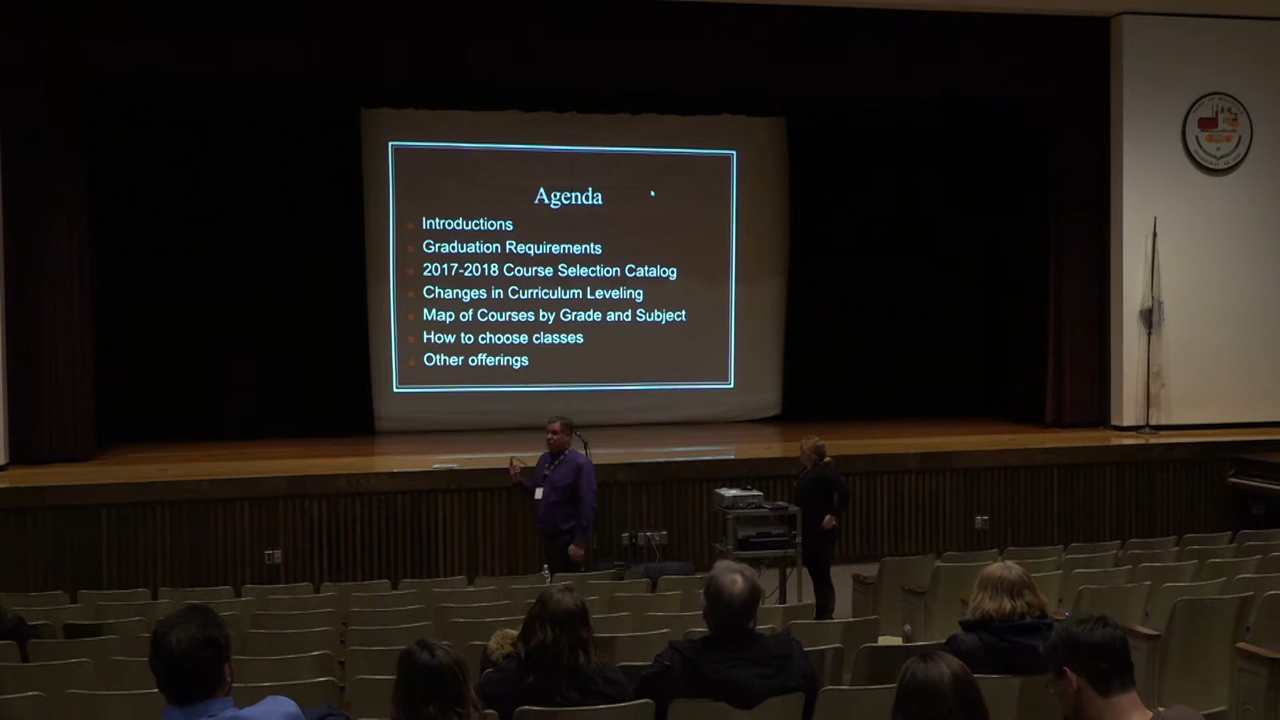 Agenda
Introductions
Graduation Requirements
2017-2018 Course Selection Catalog
Changes in Curriculum Leveling
Map of Courses by Grade and Subject
How to choose classes
Other offerings